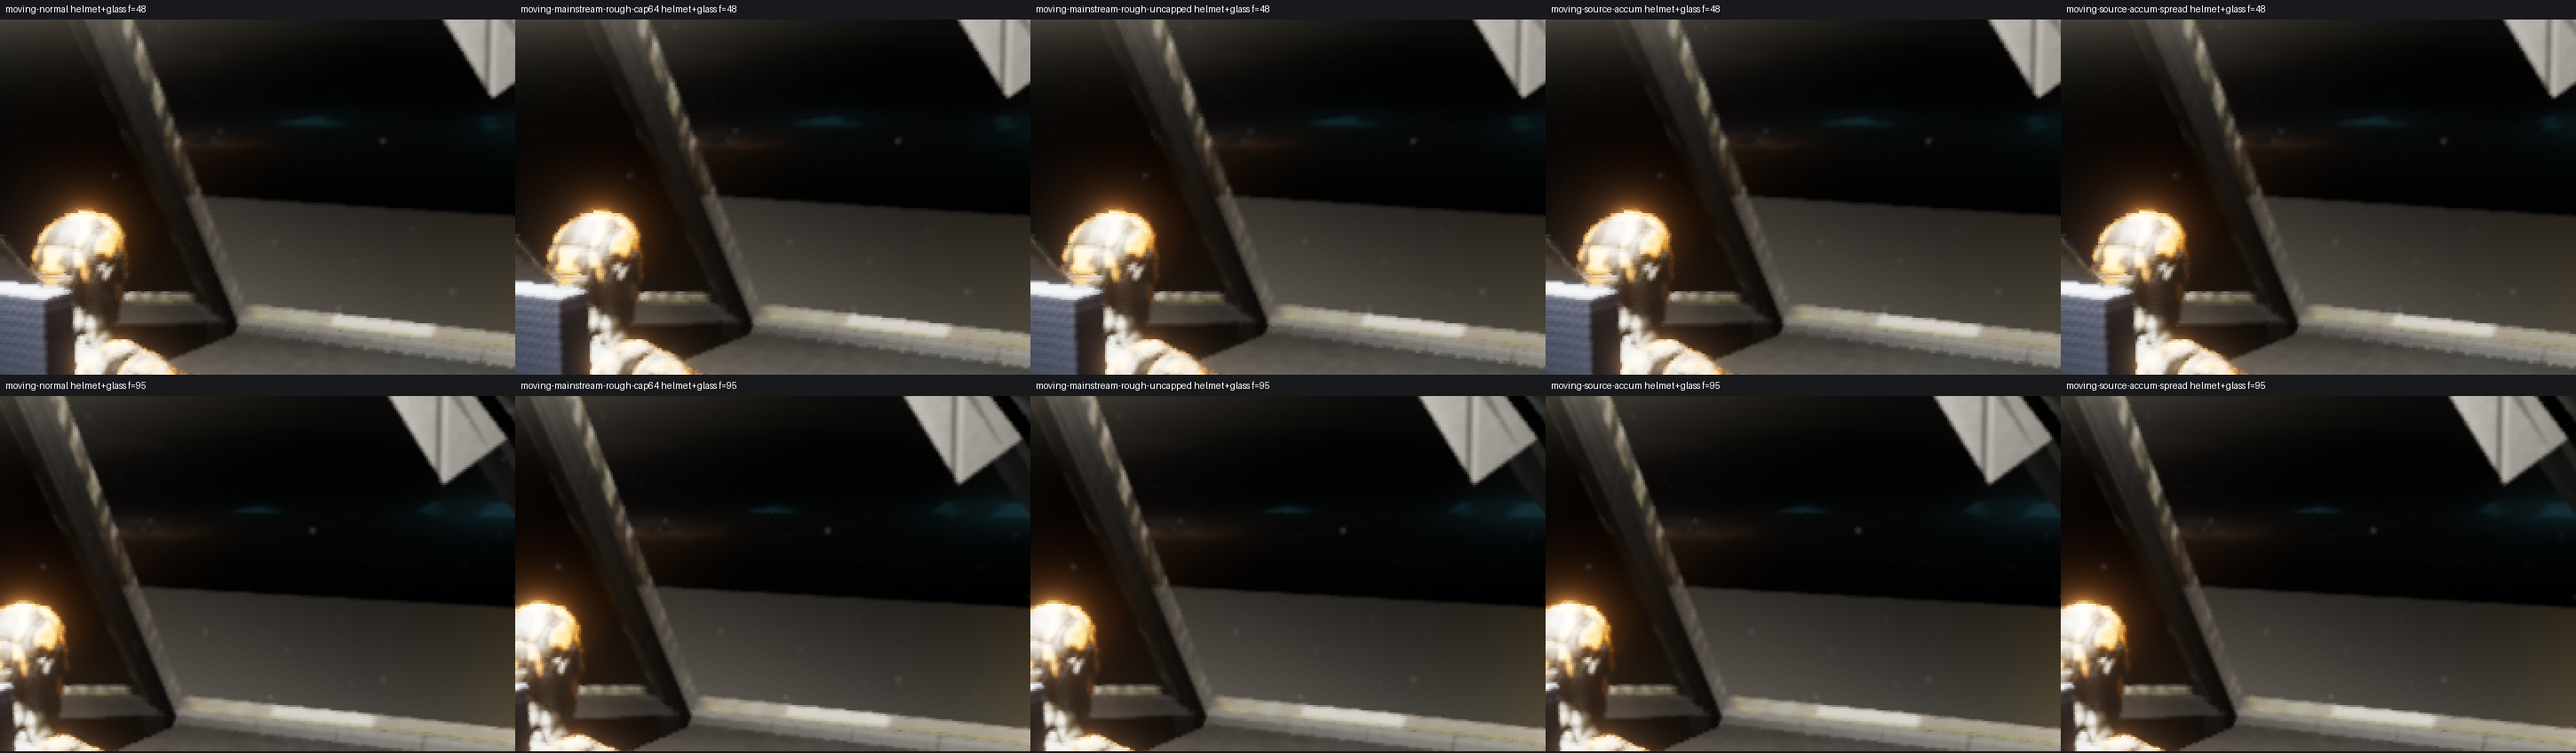 moving-normal helmet+glass f=48
moving-mainstream-rough-cap64 helmet+glass f=48
moving-mainstream-rough-uncapped helmet+glass f=48
moving-source-accum helmet+glass f=48
moving-source-accum-spread helmet+glass f=48
moving-normal helmet+glass f=95
moving-mainstream-rough-cap64 helmet+glass f=95
moving-mainstream-rough-uncapped helmet+glass f=95
moving-source-accum helmet+glass f=95
moving-source-accum-spread helmet+glass f=95